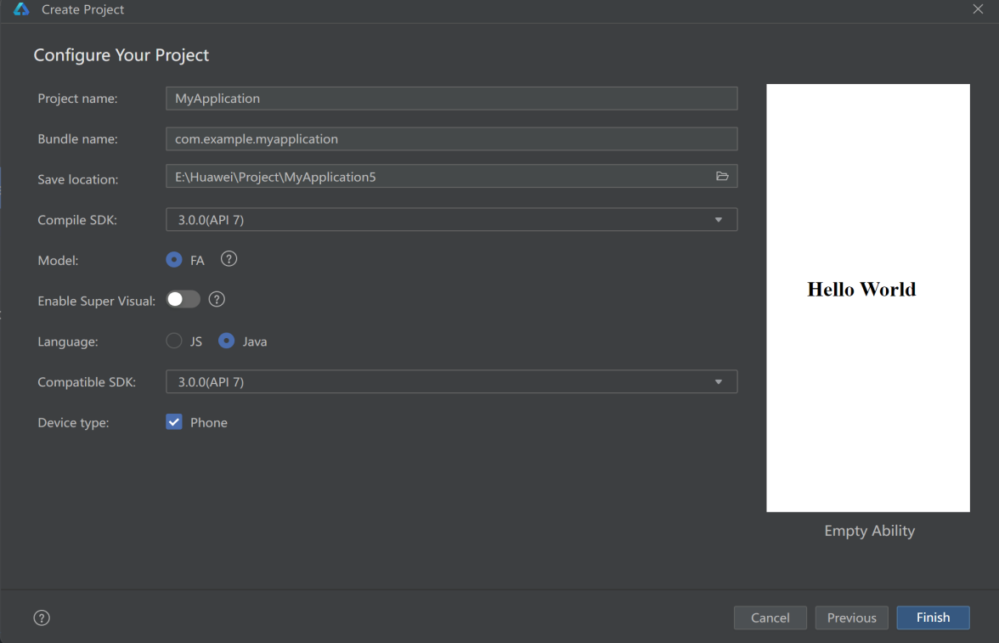 Create Project
Configure Your Project
Project name: MyApplication
Bundle name: com.example.myapplication
Save location: E:\Huawei\Project\MyApplication5
Compile SDK: 3.0.0(API 7)
Model: FA ?
Enable Super Visual: ?
Language: JS Java
Compatible SDK: 3.0.0(API 7)
Device type: Phone
Hello World
Empty Ability
? Cancel Previous Finish